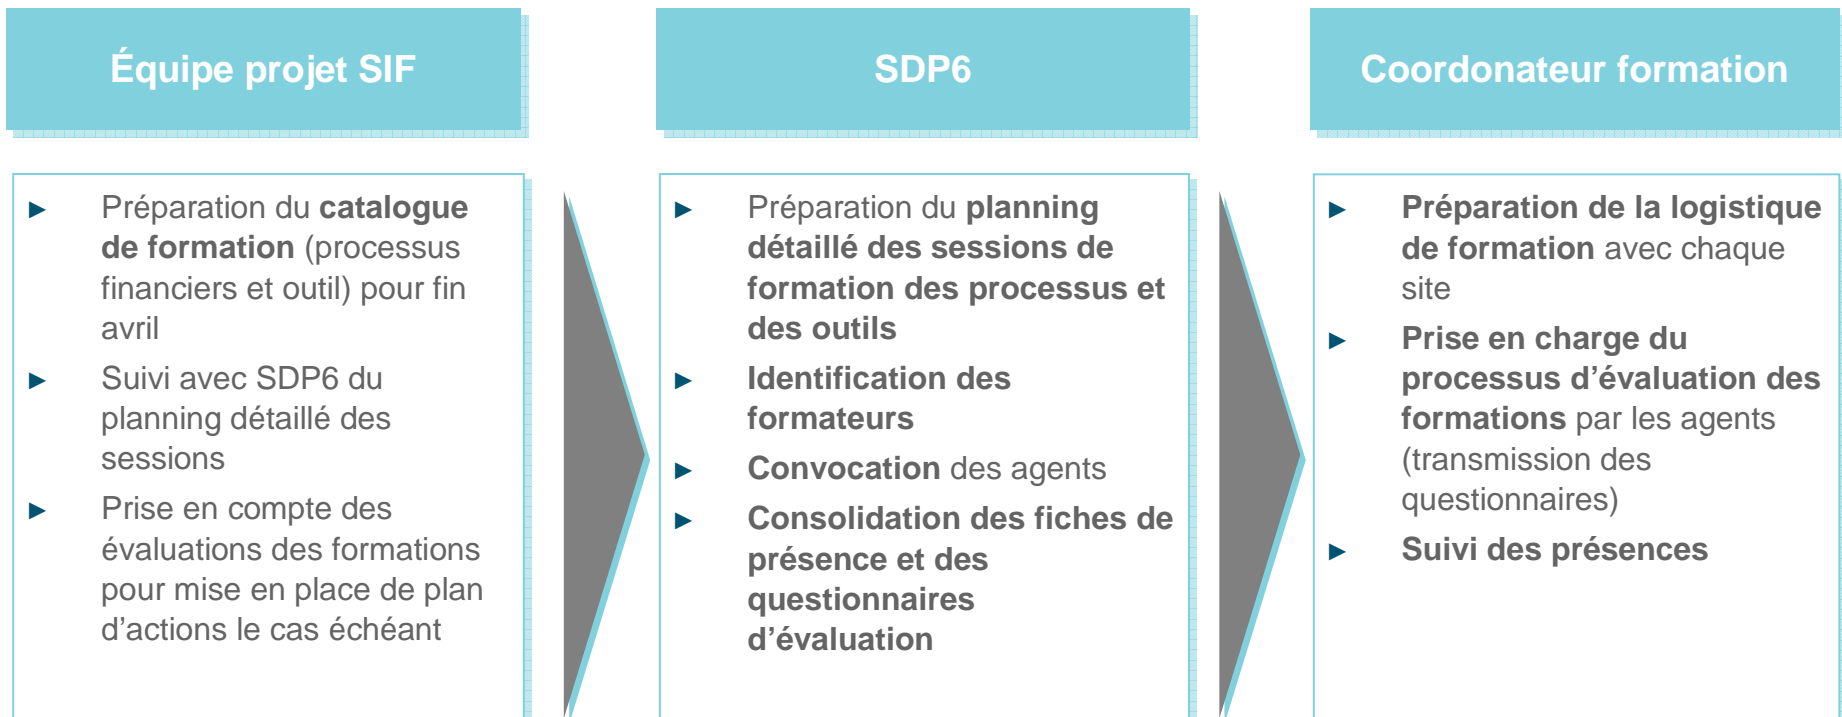 Équipe projet SIF
► Préparation du catalogue
de formation (processus
financiers et outil) pour fin
avril
► Suivi avec SDP6 du
planning détaillé des
sessions
► Prise en compte des
évaluations des formations
pour mise en place de plan
d’actions le cas échéant
SDP6
► Préparation du planning
détaillé des sessions de
formation des processus et
des outils
► Identification des
formateurs
► Convocation des agents
► Consolidation des fiches de
présence et des
questionnaires
d’évaluation
Coordonateur formation
► Préparation de la logistique
de formation avec chaque
site
► Prise en charge du
processus d’évaluation des
formations par les agents
(transmission des
questionnaires)
► Suivi des présences